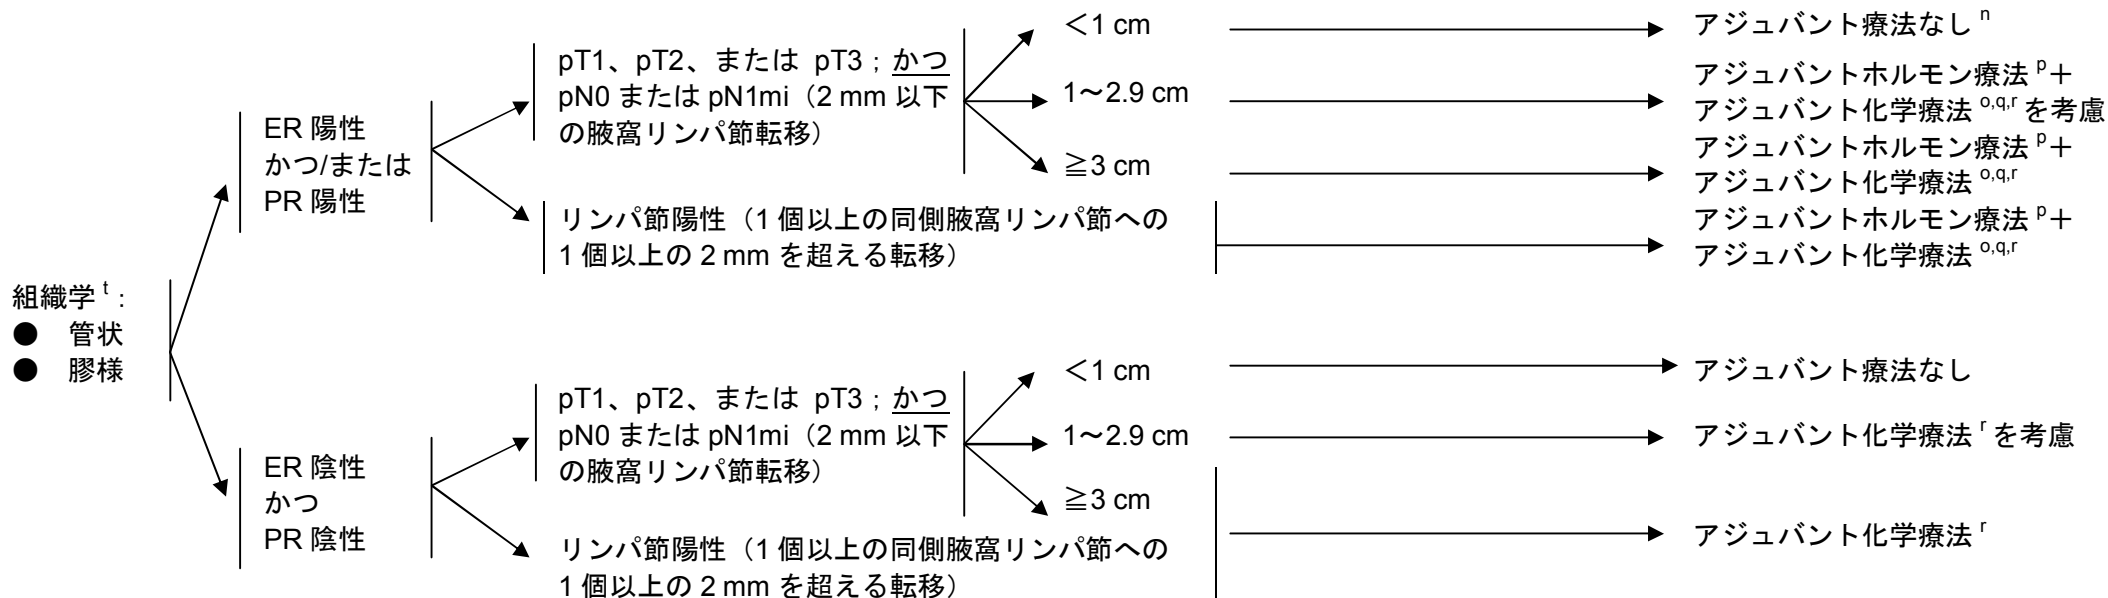 組織学 t：
● 管状
● 膠様
ER 陽性
かつ/または
PR 陽性
pT1、pT2、または pT3；かつ
pN0 または pN1mi（2 mm 以下
の腋窩リンパ節転移）
＜1 cm
アジュバント療法なし n
1～2.9 cm
アジュバントホルモン療法 p＋
アジュバント化学療法 o,q,r を考慮
≧3 cm
アジュバントホルモン療法 p＋
アジュバント化学療法 o,q,r
リンパ節陽性（1 個以上の同側腋窩リンパ節への
1 個以上の 2 mm を超える転移）
アジュバントホルモン療法 p＋
アジュバント化学療法 o,q,r
ER 陰性
かつ
PR 陰性
pT1、pT2、または pT3；かつ
pN0 または pN1mi（2 mm 以下
の腋窩リンパ節転移）
＜1 cm
アジュバント療法なし
1～2.9 cm
アジュバント化学療法 r を考慮
≧3 cm
リンパ節陽性（1 個以上の同側腋窩リンパ節への
1 個以上の 2 mm を超える転移）
アジュバント化学療法 r